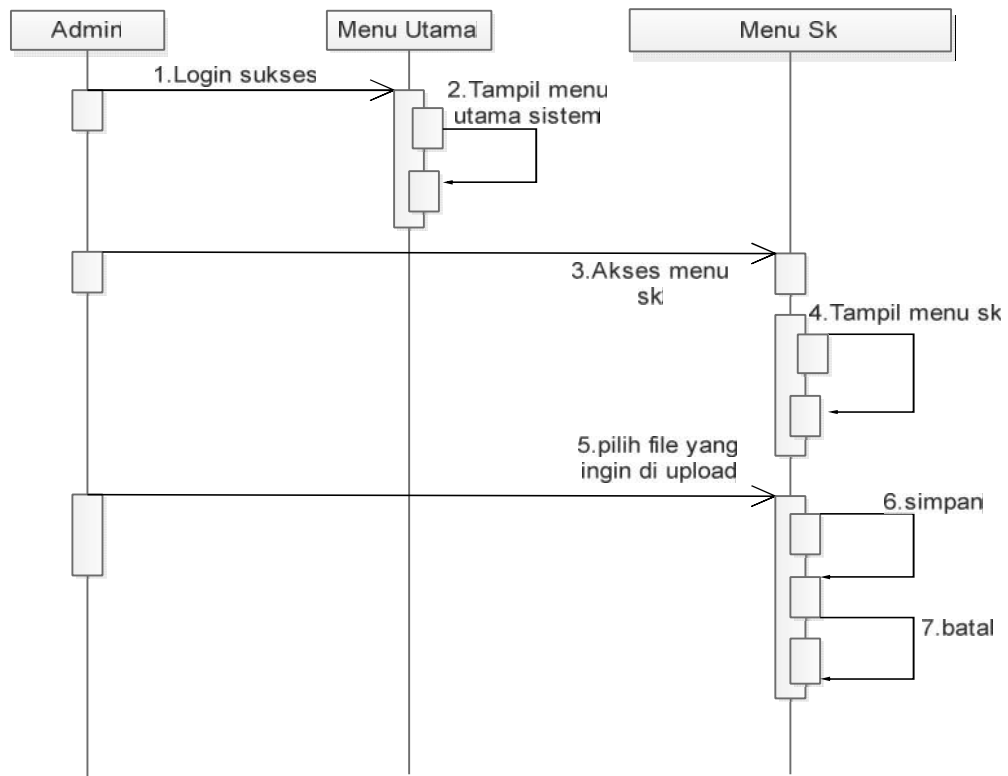 Admin
Menu Utama
Menu Sk
1.Login sukses
2.Tampil menu
utama sistem
3.Akses menu
sk
4.Tampil menu sk
5.pilih file yang
ingin di upload
6.simpan
7.batal